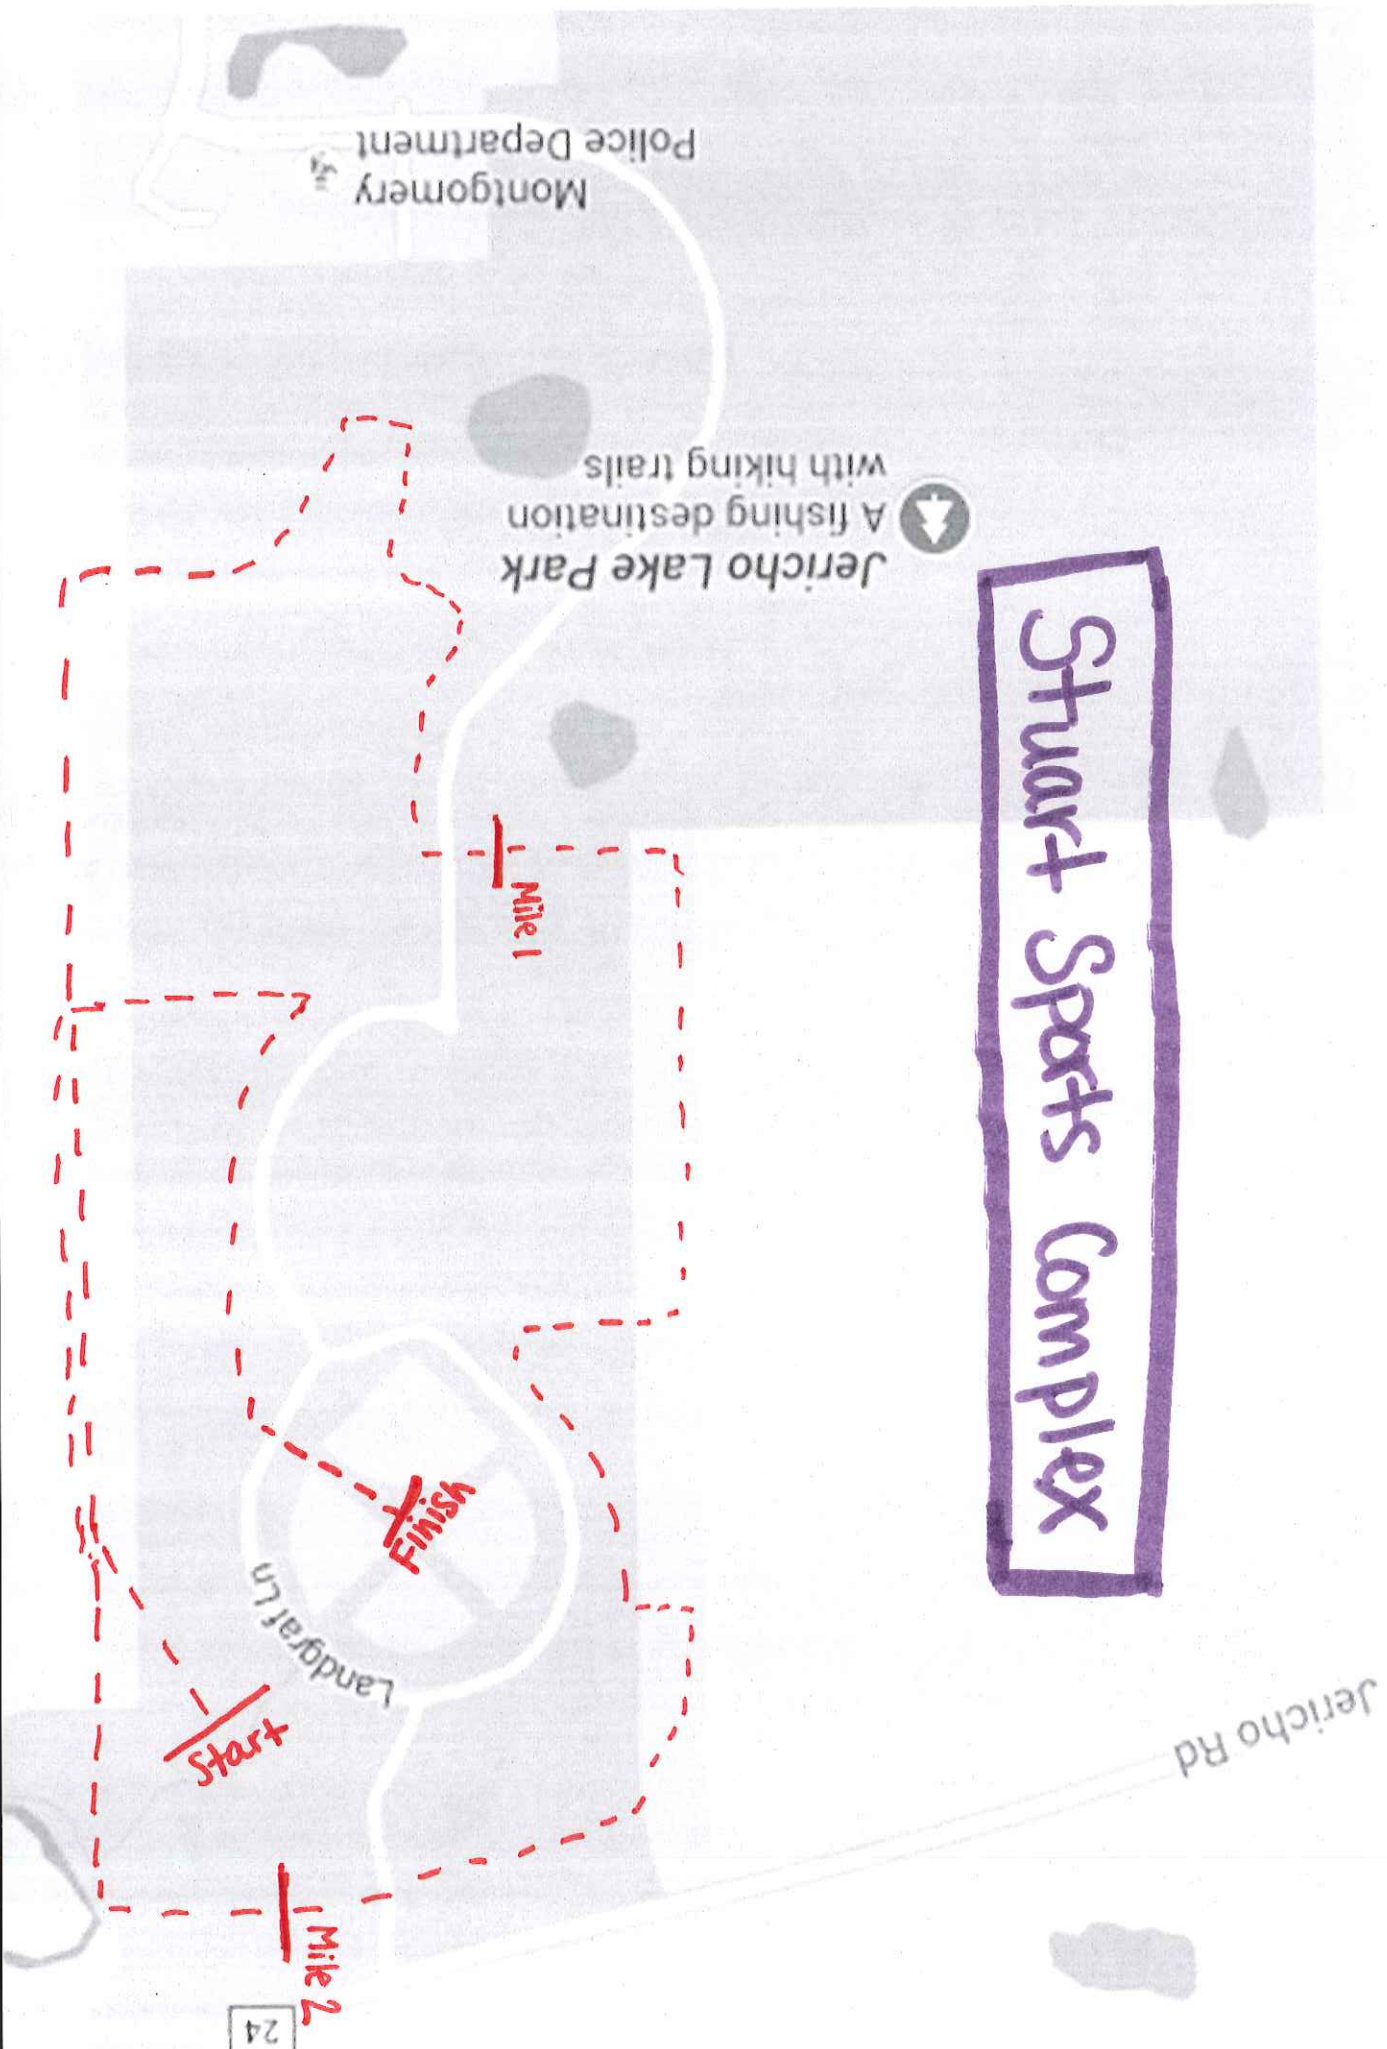 Montgomery
Police Department
Jericho Lake Park
A fishing destination
with hiking trails
Stuart Sports Complex
Mile 1
Finish
Landgraf Ln
Start
Jericho Rd
Mile 2
24